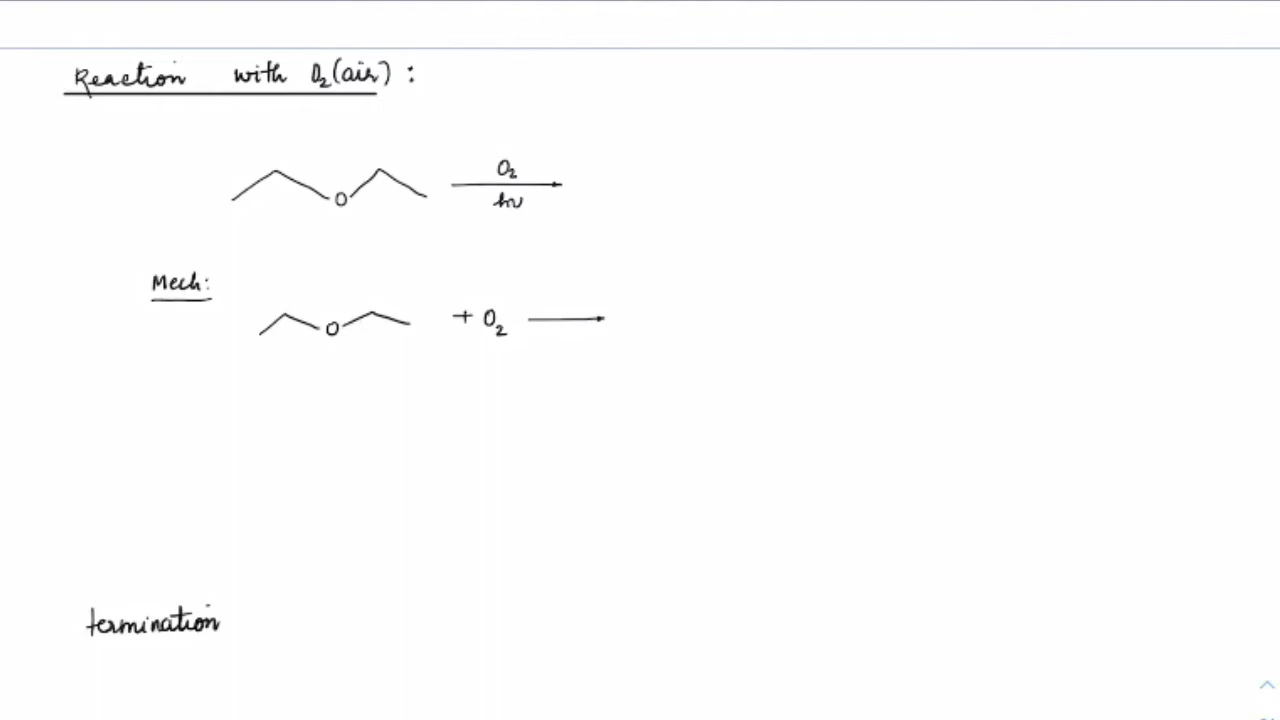 Reaction with O₂(air) :
O₂
O
hν
Mech:
O + O₂
termination